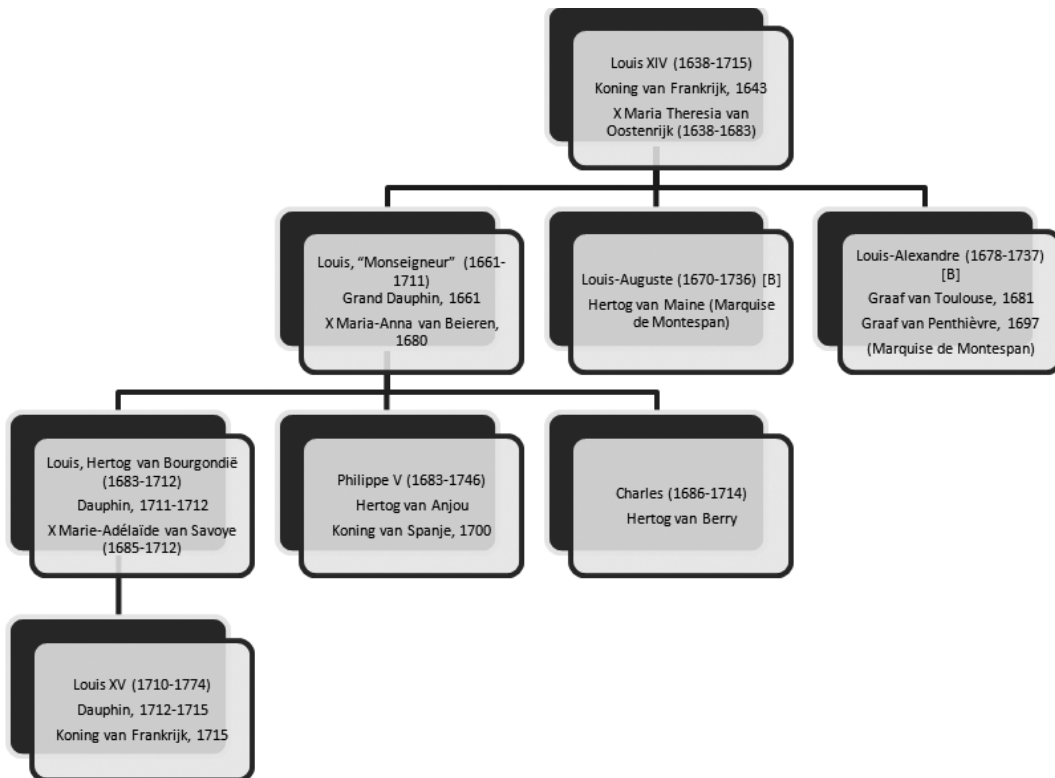 Louis XIV (1638-1715)
Koning van Frankrijk, 1643
X Maria Theresia van
Oostenrijk (1638-1683)
Louis, “Monseigneur” (1661-
1711)
Grand Dauphin, 1661
X Maria-Anna van Beieren,
1680
Louis-Auguste (1670-1736) [B]
Hertog van Maine (Marquise
de Montespan)
Louis-Alexandre (1678-1737)
[B]
Graaf van Toulouse, 1681
Graaf van Penthièvre, 1697
(Marquise de Montespan)
Louis, Hertog van Bourgondië
(1683-1712)
Dauphin, 1711-1712
X Marie-Adélaïde van Savoye
(1685-1712)
Philippe V (1683-1746)
Hertog van Anjou
Koning van Spanje, 1700
Charles (1686-1714)
Hertog van Berry
Louis XV (1710-1774)
Dauphin, 1712-1715
Koning van Frankrijk, 1715